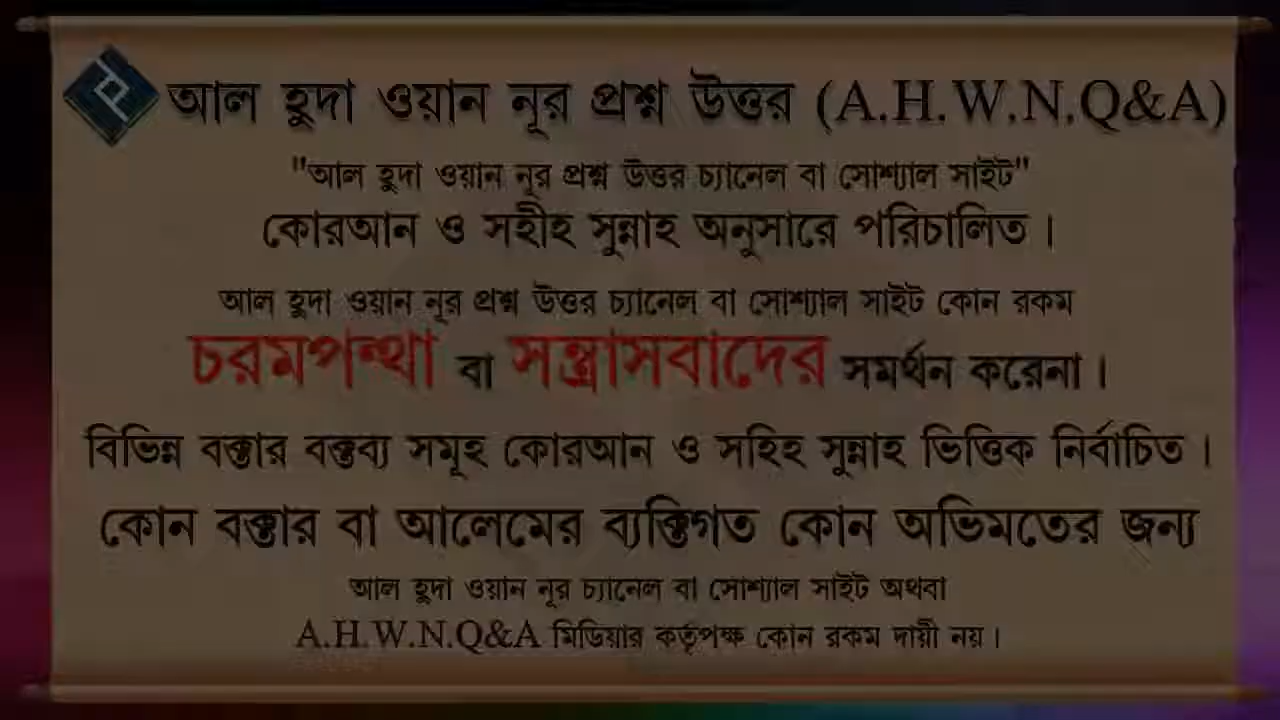 আল হুদা ওয়ান নূর প্রশ্ন উত্তর (A.H.W.N.Q&A)
"আল হুদা ওয়ান নূর প্রশ্ন উত্তর চ্যানেল বা সোশ্যাল সাইট"
কোরআন ও সহীহ সুন্নাহ অনুসারে পরিচালিত।
আল হুদা ওয়ান নূর প্রশ্ন উত্তর চ্যানেল বা সোশ্যাল সাইট কোন রকম
চরমপন্থা বা সন্ত্রাসবাদের সমর্থন করেনা।
বিভিন্ন বক্তার বক্তব্য সমূহ কোরআন ও সহিহ সুন্নাহ ভিত্তিক নির্বাচিত।
কোন বক্তার বা আলেমের ব্যক্তিগত কোন অভিমতের জন্য
আল হুদা ওয়ান নূর চ্যানেল বা সোশ্যাল সাইট অথবা
A.H.W.N.Q&A মিডিয়ার কর্তৃপক্ষ কোন রকম দায়ী নয়।